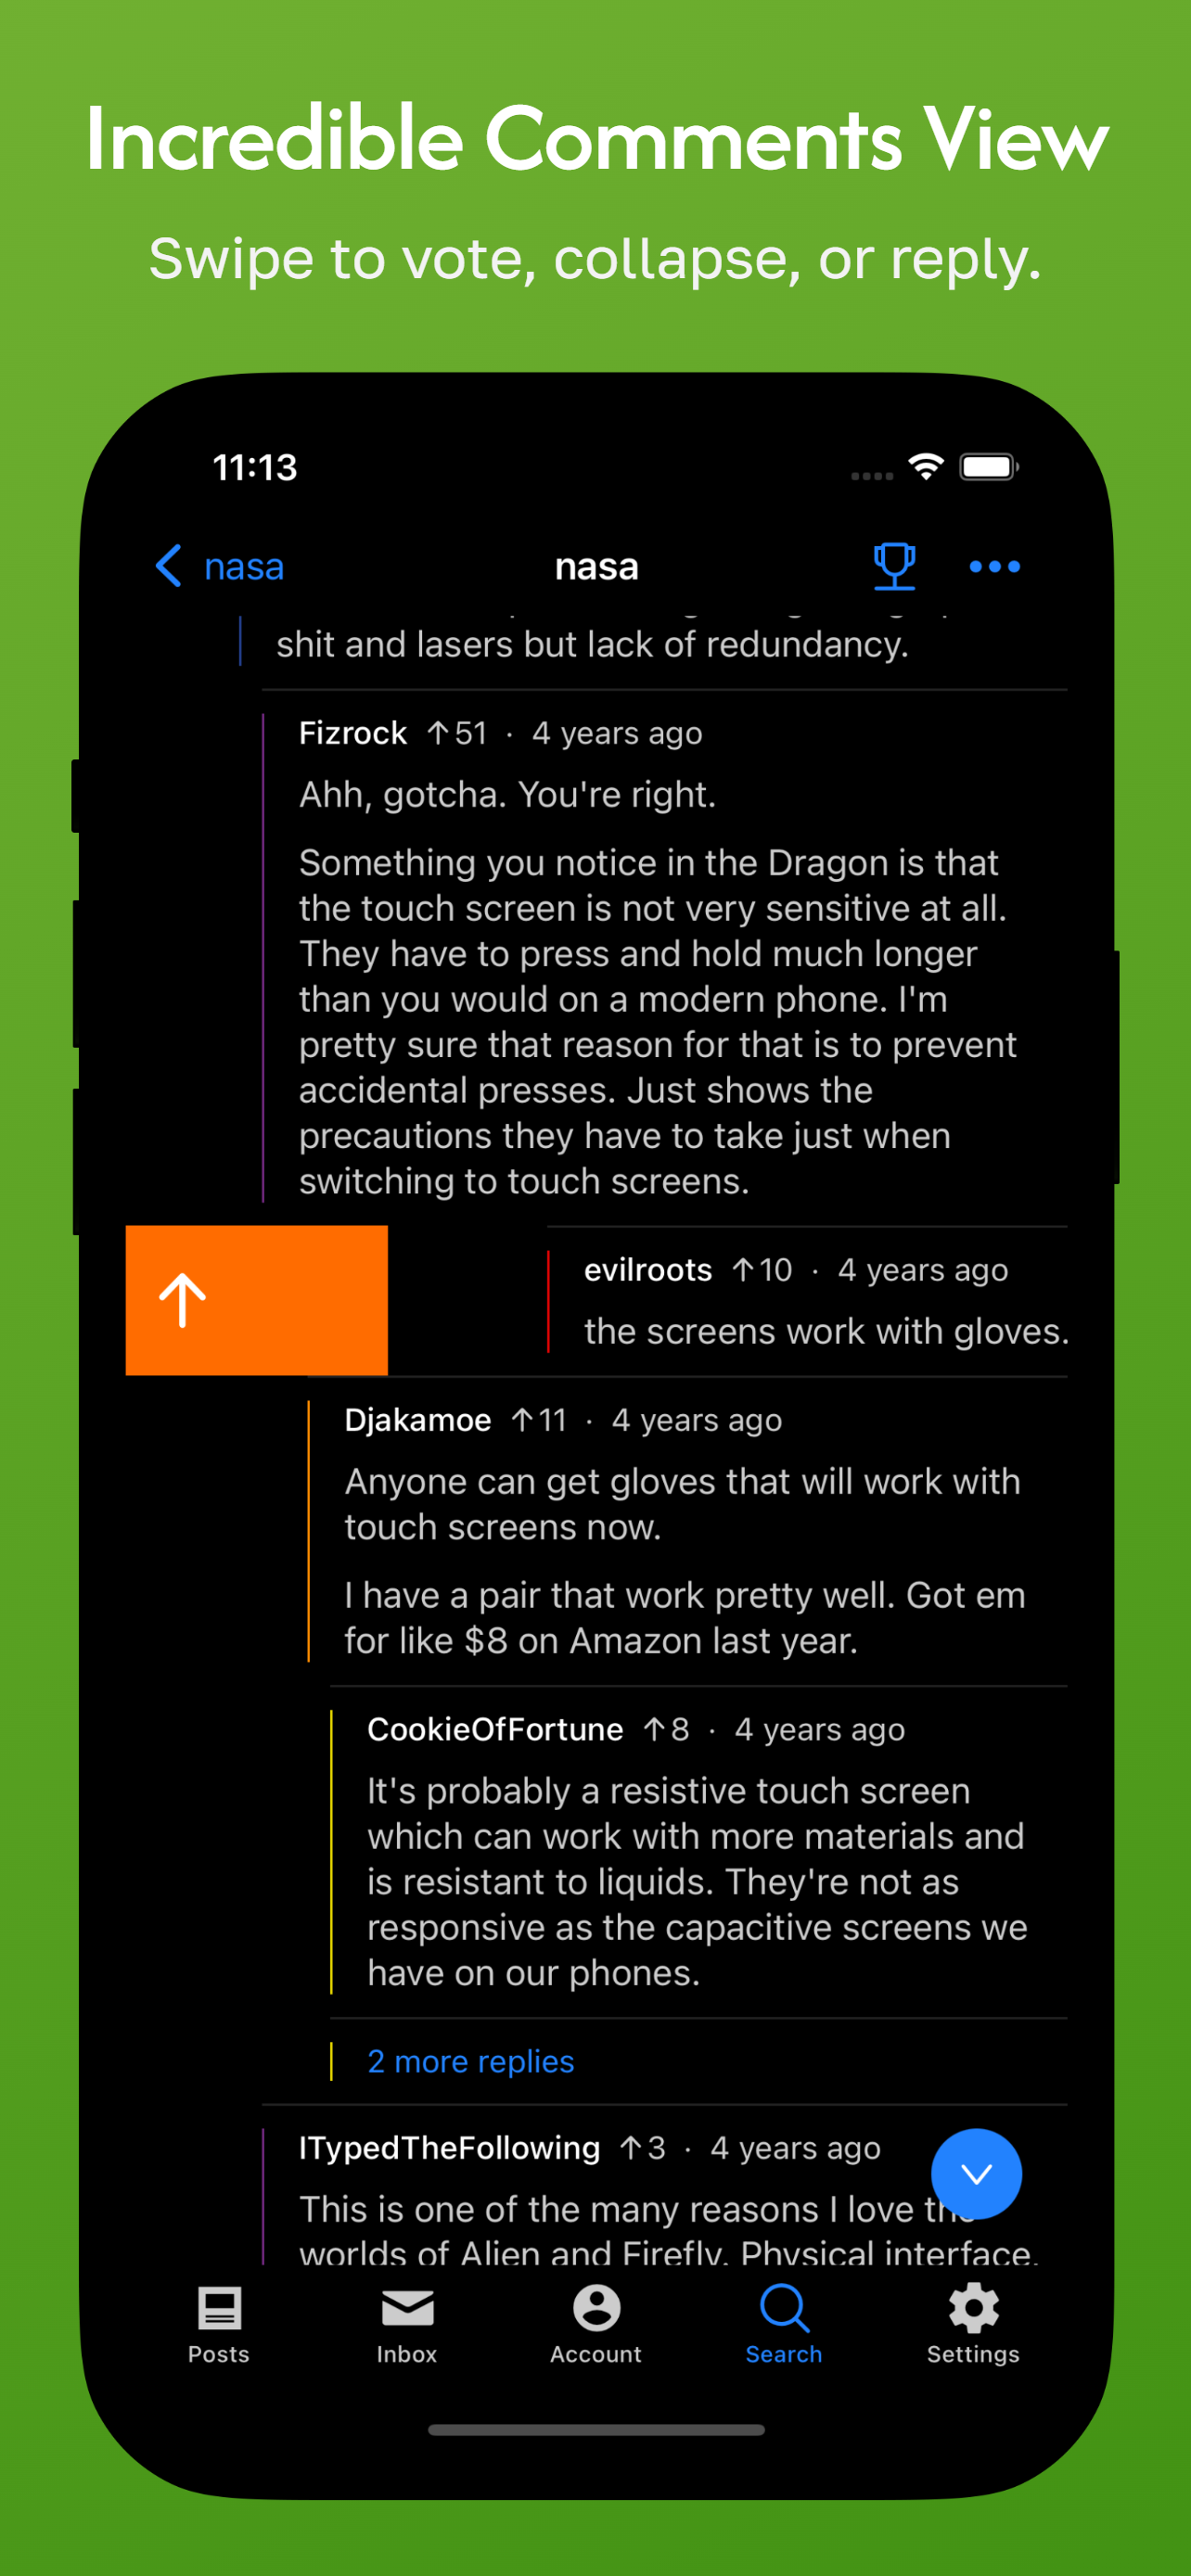 Incredible Comments View
Swipe to vote, collapse, or reply.
11:13
nasa
nasa
shit and lasers but lack of redundancy.
Fizrock ↑51 · 4 years ago
Ahh, gotcha. You're right.
Something you notice in the Dragon is that
the touch screen is not very sensitive at all.
They have to press and hold much longer
than you would on a modern phone. I'm
pretty sure that reason for that is to prevent
accidental presses. Just shows the
precautions they have to take just when
switching to touch screens.
evilroots ↑10 · 4 years ago
the screens work with gloves.
Djakamoe ↑11 · 4 years ago
Anyone can get gloves that will work with
touch screens now.
I have a pair that work pretty well. Got em
for like $8 on Amazon last year.
CookieOfFortune ↑8 · 4 years ago
It's probably a resistive touch screen
which can work with more materials and
is resistant to liquids. They're not as
responsive as the capacitive screens we
have on our phones.
2 more replies
ITypedTheFollowing ↑3 · 4 years ago
This is one of the many reasons I love the
worlds of Alien and Firefly. Physical interface.
Posts
Inbox
Account
Search
Settings